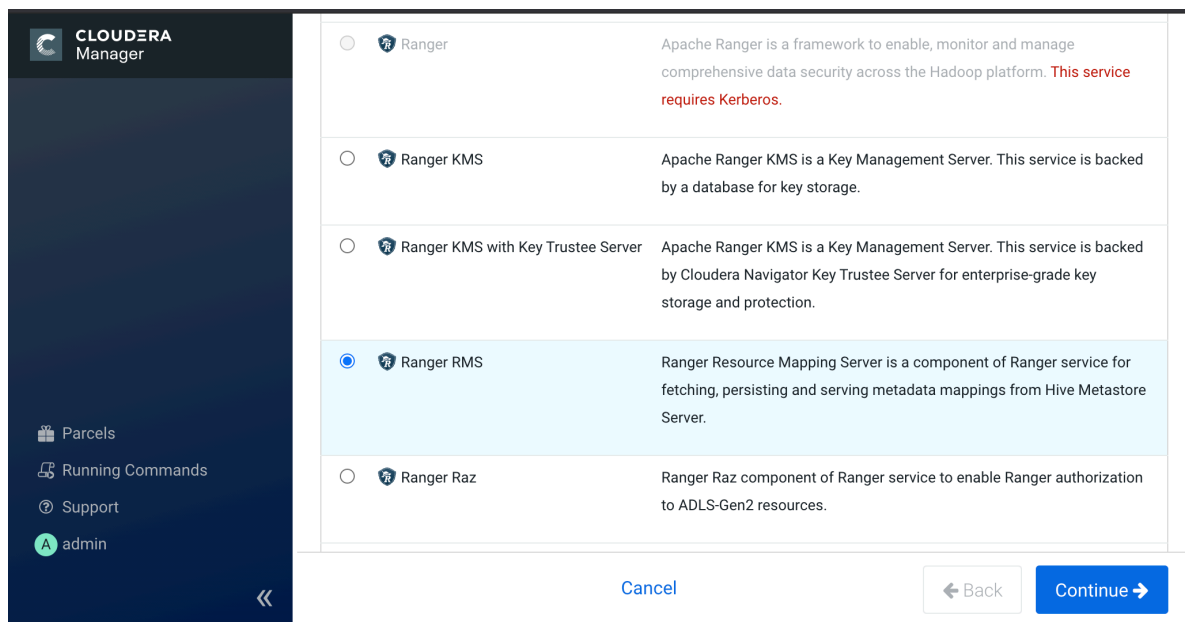 CLOUDERA
Manager
Parcels
Running Commands
Support
A admin
Ranger
Apache Ranger is a framework to enable, monitor and manage
comprehensive data security across the Hadoop platform. This service
requires Kerberos.
Ranger KMS
Apache Ranger KMS is a Key Management Server. This service is backed
by a database for key storage.
Ranger KMS with Key Trustee Server
Apache Ranger KMS is a Key Management Server. This service is backed
by Cloudera Navigator Key Trustee Server for enterprise-grade key
storage and protection.
Ranger RMS
Ranger Resource Mapping Server is a component of Ranger service for
fetching, persisting and serving metadata mappings from Hive Metastore
Server.
Ranger Raz
Ranger Raz component of Ranger service to enable Ranger authorization
to ADLS-Gen2 resources.
Cancel
Back
Continue